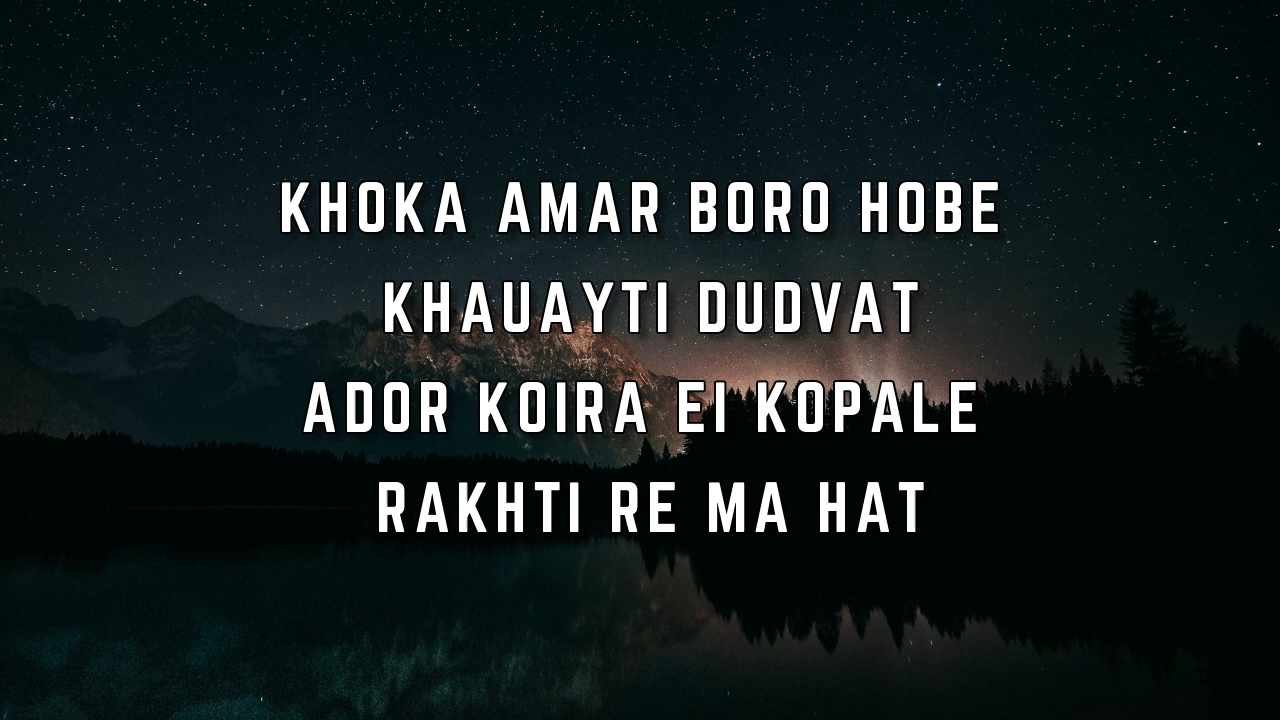 KHOKA AMAR BORO HOBE
KHAUAYTI DUDVAT
ADOR KOIRA EI KOPALE
RAKHTI RE MA HAT